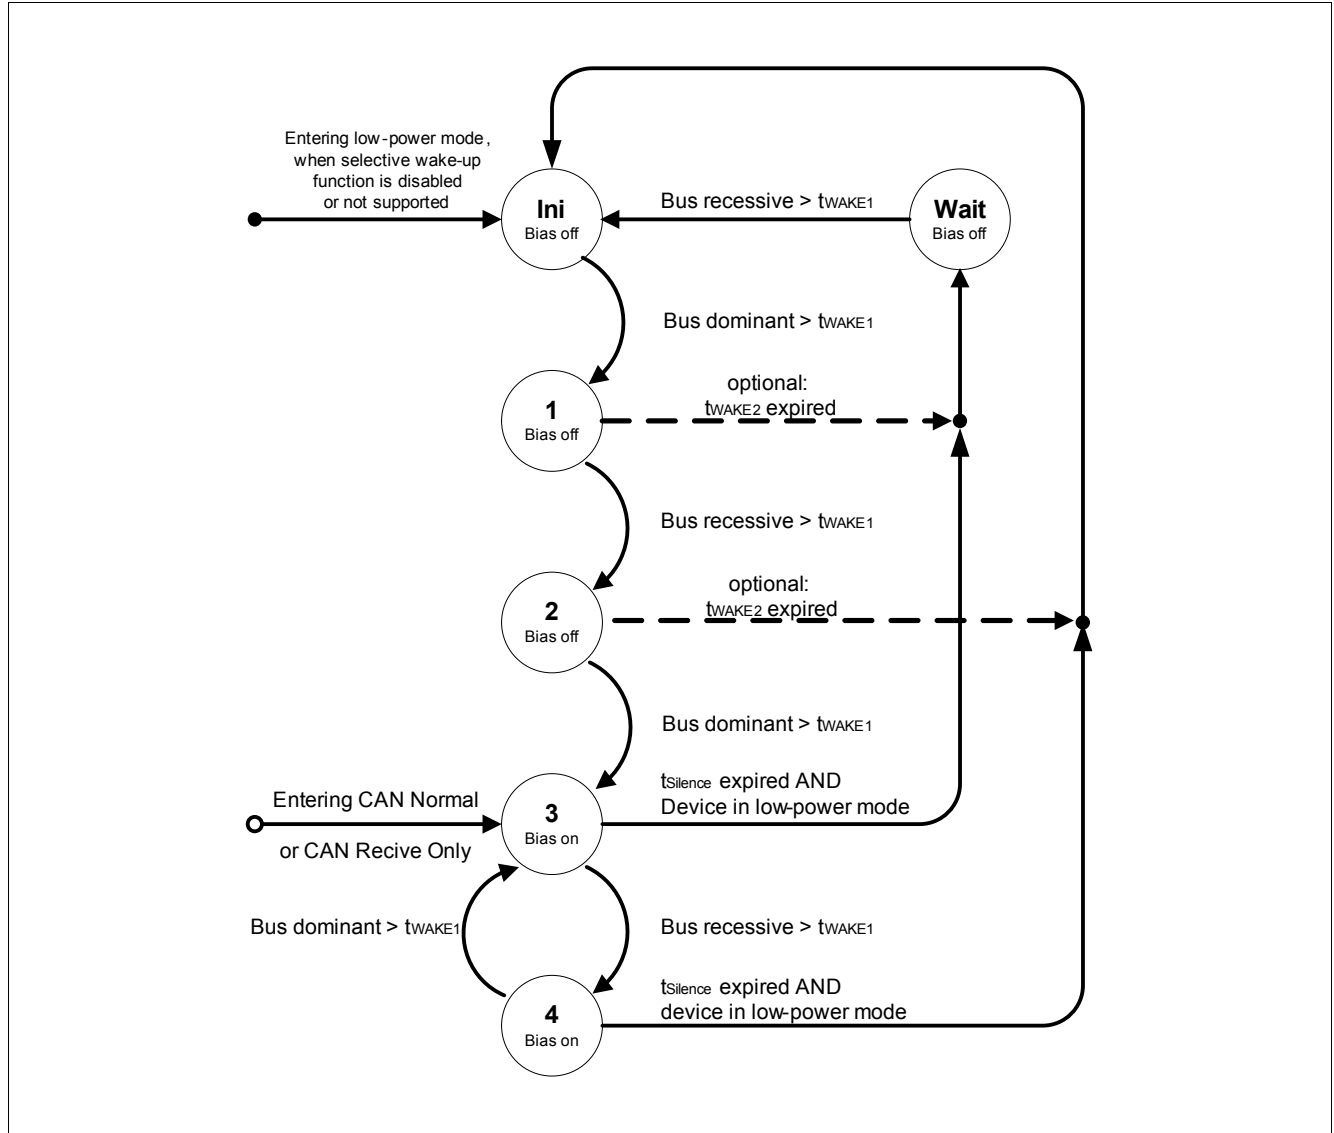 Entering low-power mode,
when selective wake-up
function is disabled
or not supported
Ini
Bias off
Bus recessive > tWAKE1
Wait
Bias off
Bus dominant > tWAKE1
1
Bias off
optional:
tWAKE2 expired
Bus recessive > tWAKE1
2
Bias off
optional:
tWAKE2 expired
Bus dominant > tWAKE1
Entering CAN Normal
or CAN Recive Only
3
Bias on
tSilence expired AND
Device in low-power mode
Bus dominant > tWAKE1
Bus recessive > tWAKE1
4
Bias on
tSilence expired AND
device in low-power mode